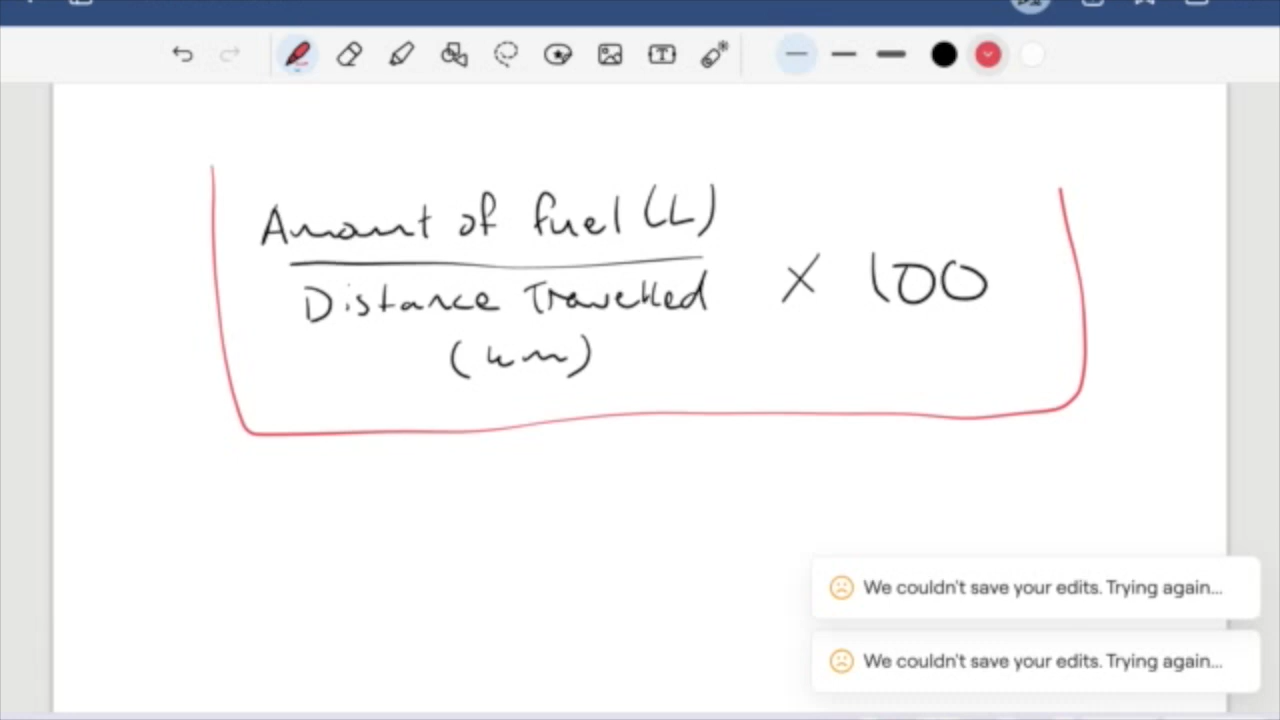 Amount of fuel (L)
Distance Travelled
(km)
× 100
T
We couldn't save your edits. Trying again...
We couldn't save your edits. Trying again...